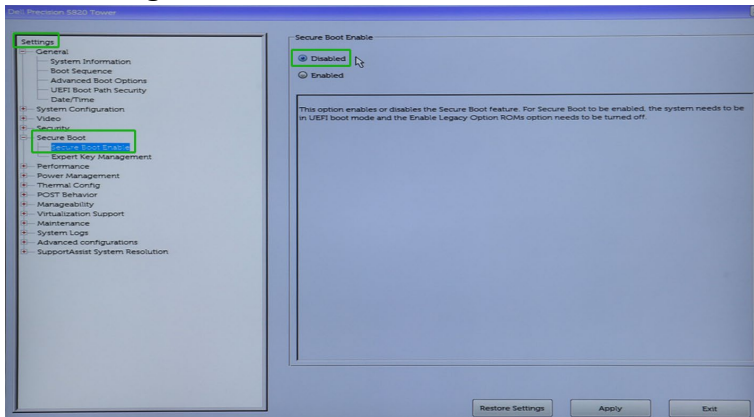 Dell Precision 5820 Tower
Settings
General
System Information
Boot Sequence
Advanced Boot Options
UEFI Boot Path Security
Date/Time
System Configuration
Video
Security
Secure Boot
Secure Boot Enable
Expert Key Management
Performance
Power Management
Thermal Config
POST Behavior
Manageability
Virtualization Support
Maintenance
System Logs
Advanced configurations
SupportAssist System Resolution
Secure Boot Enable
Disabled
Enabled
This option enables or disables the Secure Boot feature. For Secure Boot to be enabled, the system needs to be
in UEFI boot mode and the Enable Legacy Option ROMs option needs to be turned off.
Restore Settings
Apply
Exit